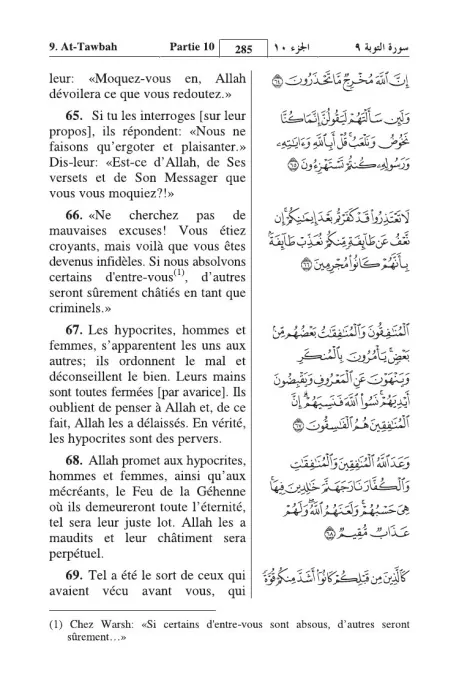 9. At-Tawbah Partie 10 285 الجزء ١٠ سورة التوبة ٩
leur: «Moquez-vous en, Allah
dévoilera ce que vous redoutez.»
65. Si tu les interroges [sur leur
propos], ils répondent: «Nous ne
faisons qu'ergoter et plaisanter.»
Dis-leur: «Est-ce d'Allah, de Ses
versets et de Son Messager que
vous vous moquiez?!»
66. «Ne cherchez pas de
mauvaises excuses! Vous étiez
croyants, mais voilà que vous êtes
devenus infidèles. Si nous absolvons
certains d'entre-vous(1), d’autres
seront sûrement châtiés en tant que
criminels.»
67. Les hypocrites, hommes et
femmes, s’apparentent les uns aux
autres; ils ordonnent le mal et
déconseillent le bien. Leurs mains
sont toutes fermées [par avarice]. Ils
oublient de penser à Allah et, de ce
fait, Allah les a délaissés. En vérité,
les hypocrites sont des pervers.
68. Allah promet aux hypocrites,
hommes et femmes, ainsi qu’aux
mécréants, le Feu de la Géhenne
où ils demeureront toute l’éternité,
tel sera leur juste lot. Allah les a
maudits et leur châtiment sera
perpétuel.
69. Tel a été le sort de ceux qui
avaient vécu avant vous, qui
إِنَّ ٱللَّهَ مُخْرِجٌ مَّا تَحْذَرُونَ ٦٤
وَلَئِن سَأَلْتَهُمْ لَيَقُولُنَّ إِنَّمَا كُنَّا
نَخُوضُ وَنَلْعَبُ قُلْ أَبِٱللَّهِ وَءَايَٰتِهِۦ
وَرَسُولِهِۦ كُنتُمْ تَسْتَهْزِءُونَ ٦٥
لَا تَعْتَذِرُوا۟ قَدْ كَفَرْتُم بَعْدَ إِيمَٰنِكُمْ إِن
نَّعْفُ عَن طَآئِفَةٍ مِّنكُمْ نُعَذِّبْ طَآئِفَةًۢ
بِأَنَّهُمْ كَانُوا۟ مُجْرِمِينَ ٦٦
ٱلْمُنَٰفِقُونَ وَٱلْمُنَٰفِقَٰتُ بَعْضُهُم مِّنۢ
بَعْضٍ يَأْمُرُونَ بِٱلْمُنكَرِ
وَيَنْهَوْنَ عَنِ ٱلْمَعْرُوفِ وَيَقْبِضُونَ
أَيْدِيَهُمْ نَسُوا۟ ٱللَّهَ فَنَسِيَهُمْ إِنَّ
ٱلْمُنَٰفِقِينَ هُمُ ٱلْفَٰسِقُونَ ٦٧
وَعَدَ ٱللَّهُ ٱلْمُنَٰفِقِينَ وَٱلْمُنَٰفِقَٰتِ
وَٱلْكُفَّارَ نَارَ جَهَنَّمَ خَٰلِدِينَ فِيهَا
هِىَ حَسْبُهُمْ وَلَعَنَهُمُ ٱللَّهُ وَلَهُمْ
عَذَابٌ مُّقِيمٌ ٦٨
كَٱلَّذِينَ مِن قَبْلِكُمْ كَانُوٓا۟ أَشَدَّ مِنكُمْ قُوَّةً
(1) Chez Warsh: «Si certains d'entre-vous sont absous, d’autres seront
sûrement…»